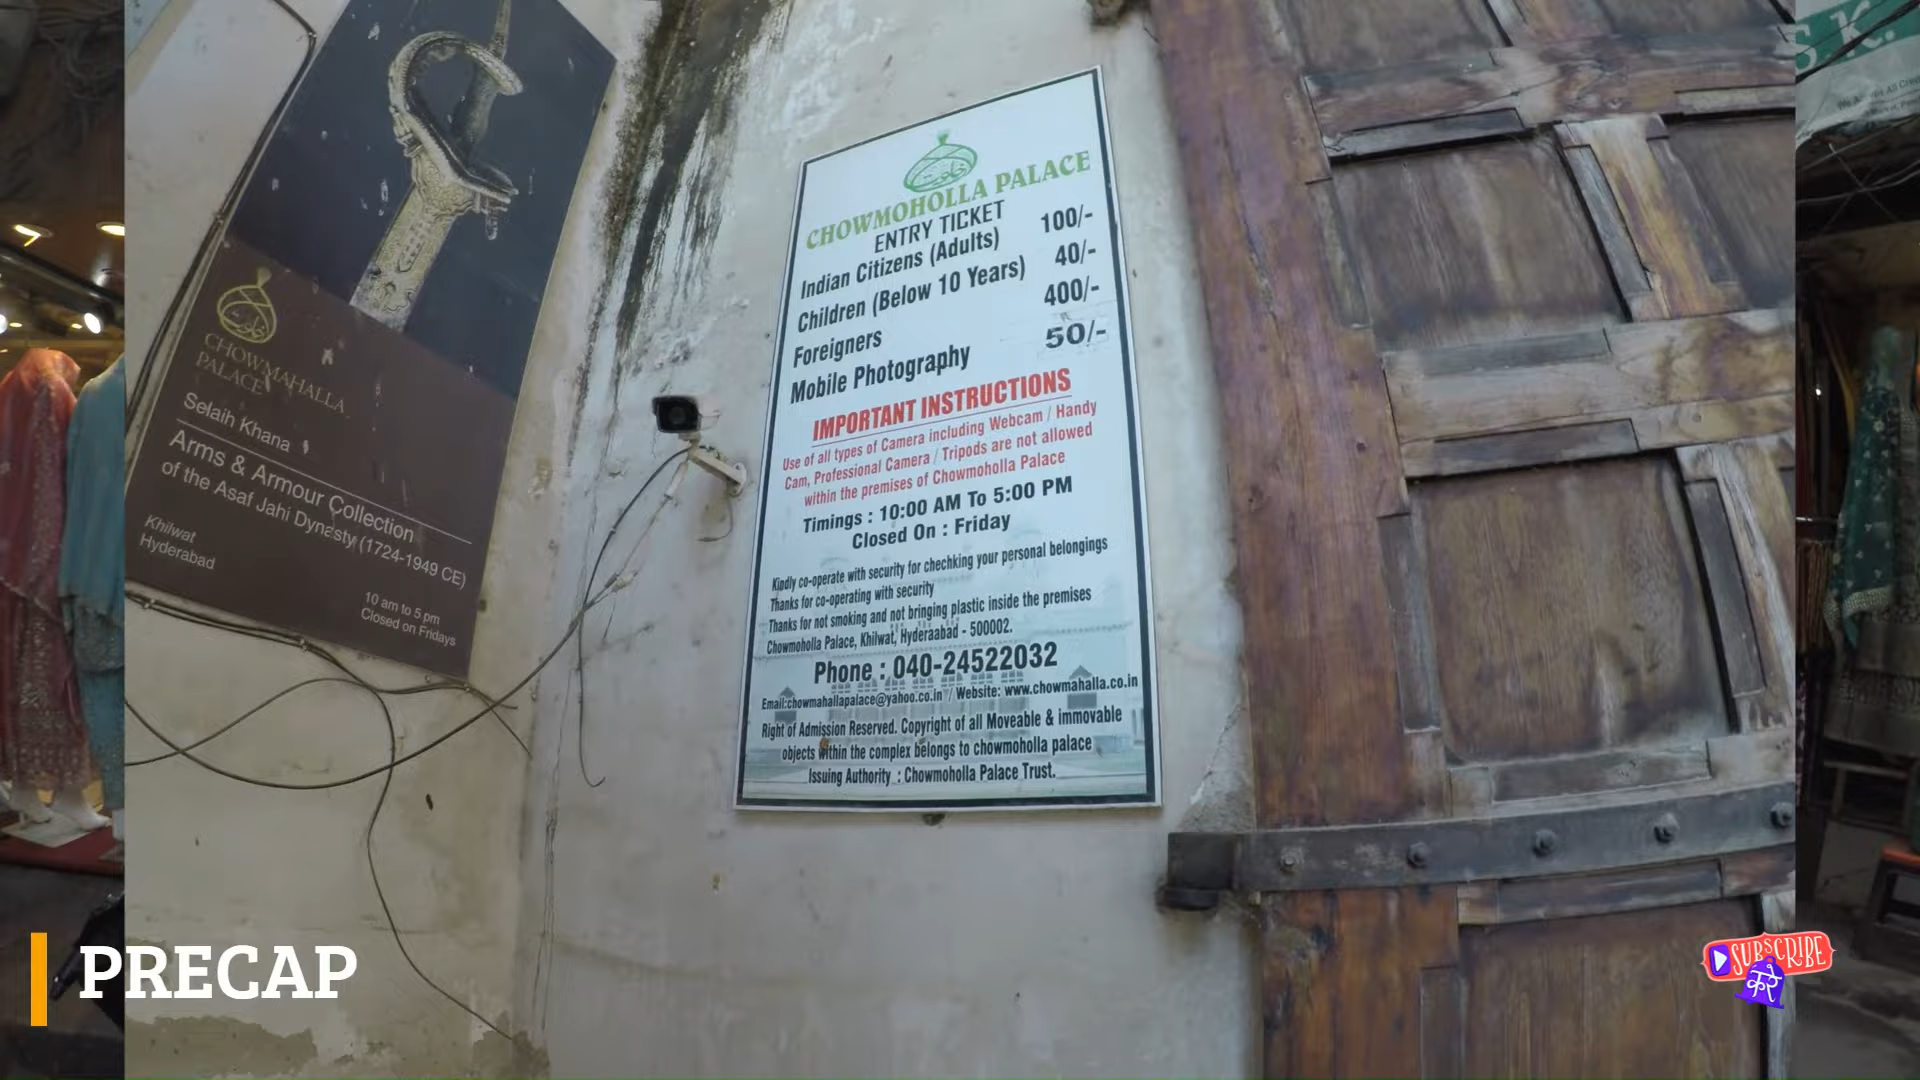 CHOWMAHALLA
PALACE
Selaih Khana
Arms & Armour Collection
of the Asaf Jahi Dynasty (1724-1949 CE)
Khilwat
Hyderabad
10 am to 5 pm
Closed on Fridays
CHOWMOHOLLA PALACE
ENTRY TICKET
Indian Citizens (Adults) 100/-
Children (Below 10 Years) 40/-
Foreigners 400/-
Mobile Photography 50/-
IMPORTANT INSTRUCTIONS
Use of all types of Camera including Webcam / Handy
Cam, Professional Camera / Tripods are not allowed
within the premises of Chowmoholla Palace
Timings : 10:00 AM To 5:00 PM
Closed On : Friday
Kindly co-operate with security for chechking your personal belongings
Thanks for co-operating with security
Thanks for not smoking and not bringing plastic inside the premises
Chowmoholla Palace, Khilwat, Hyderaabad - 500002.
Phone : 040-24522032
Email:chowmahallapalace@yahoo.co.in / Website: www.chowmahalla.co.in
Right of Admission Reserved. Copyright of all Moveable & immovable
objects within the complex belongs to chowmoholla palace
Issuing Authority : Chowmoholla Palace Trust.
S.K.
PRECAP
SUBSCRIBE
करे